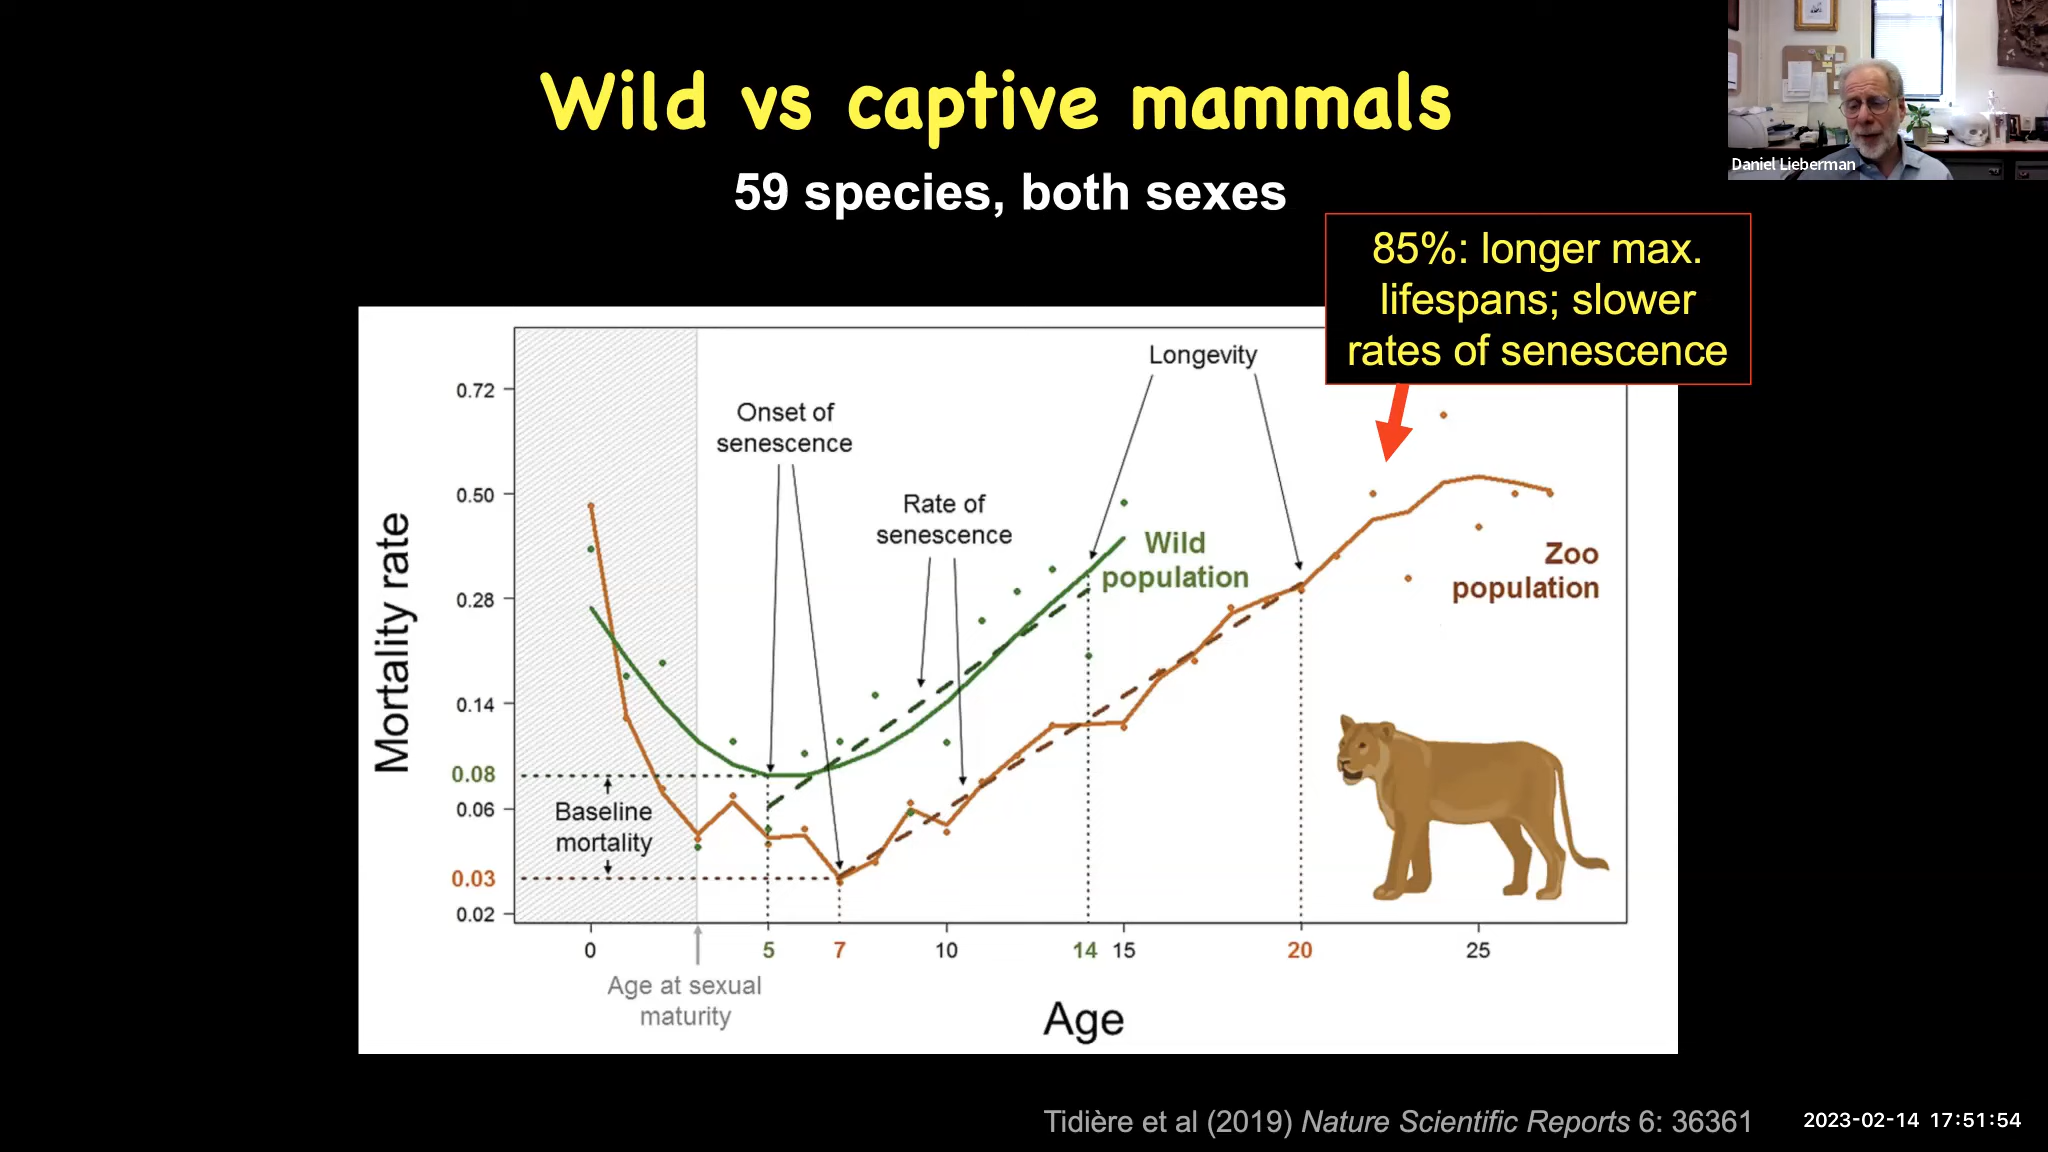 Wild vs captive mammals
59 species, both sexes
Daniel Lieberman
85%: longer max.
lifespans; slower
rates of senescence
Longevity
Onset of
senescence
Rate of
senescence
Wild
population
Zoo
population
Baseline
mortality
Mortality rate
0.72
0.50
0.28
0.14
0.08
0.06
0.03
0.02
0
5
7
10
14
15
20
25
Age at sexual
maturity
Age
Tidière et al (2019) Nature Scientific Reports 6: 36361
2023-02-14 17:51:54